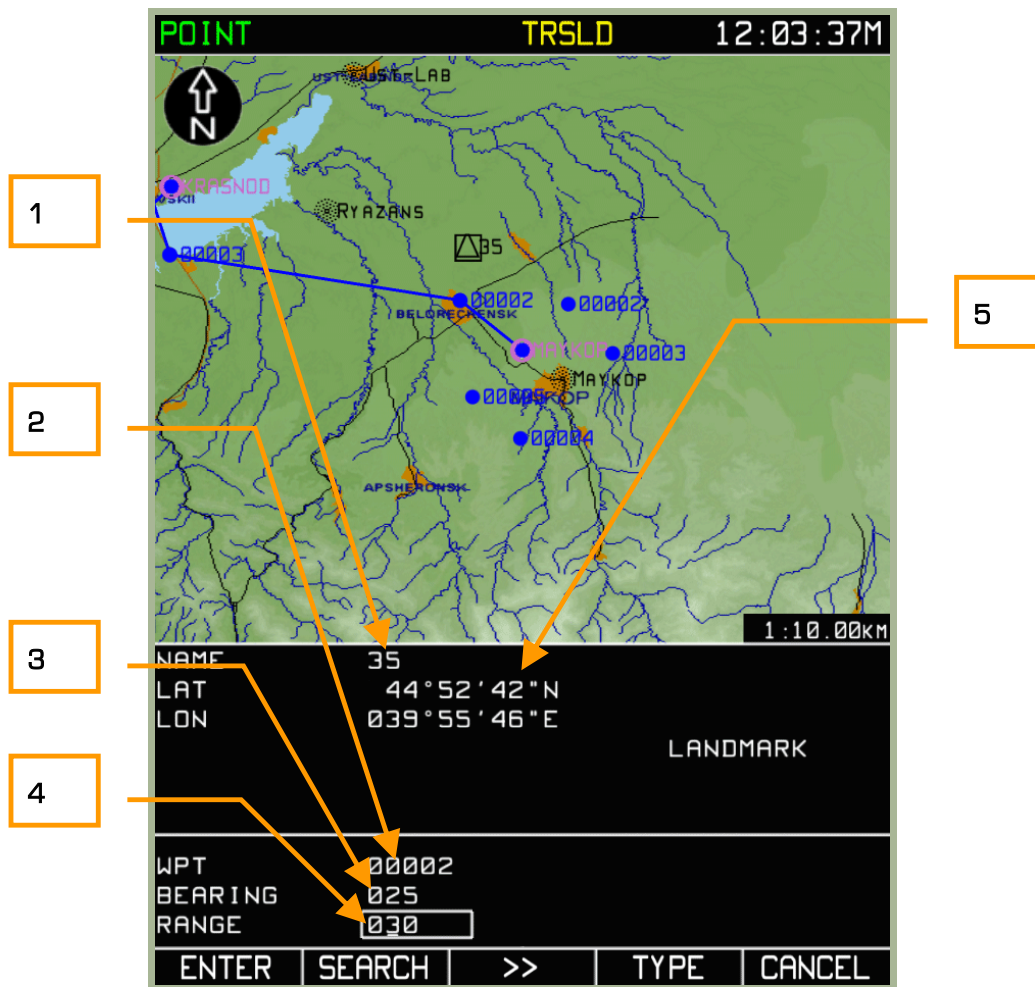 POINT TRSLD 12:03:37M
UST-LAB
N
KRASNOD
RYAZANS
35
00003
00002
00002
BELORECHENSK
MAYKOP
00003
MAYKOP
00005
00004
APSHERONSK
1:10.00KM
NAME 35
LAT 44°52'42"N
LON 039°55'46"E
LANDMARK
WPT 00002
BEARING 025
RANGE 030
ENTER SEARCH >> TYPE CANCEL
1
2
3
4
5